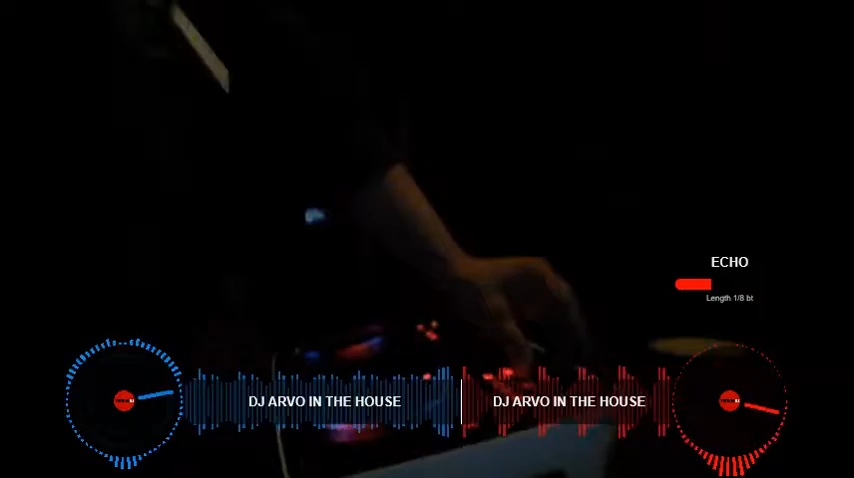 ECHO
Length 1/8 bt
DJ ARVO IN THE HOUSE
DJ ARVO IN THE HOUSE